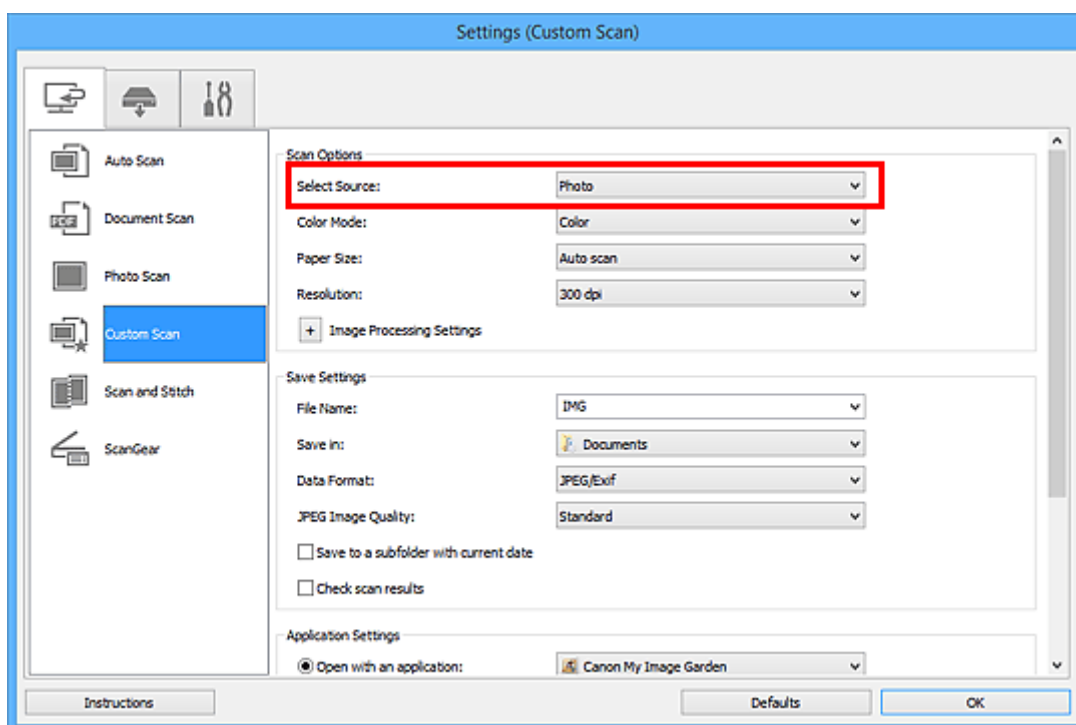 Settings (Custom Scan)
Auto Scan
Document Scan
Photo Scan
Custom Scan
Scan and Stitch
ScanGear
Scan Options
Select Source: Photo
Color Mode: Color
Paper Size: Auto scan
Resolution: 300 dpi
+ Image Processing Settings
Save Settings
File Name: IMG
Save in: Documents
Data Format: JPEG/Exif
JPEG Image Quality: Standard
Save to a subfolder with current date
Check scan results
Application Settings
Open with an application: Canon My Image Garden
Instructions Defaults OK